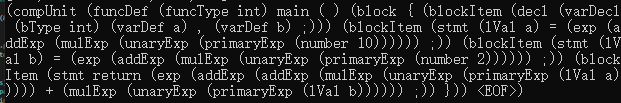 (compUnit (funcDef (funcType int) main ( ) (block { (blockItem (decl (varDecl
 (bType int) (varDef a) , (varDef b) ;))) (blockItem (stmt (lVal a) = (exp (a
ddExp (mulExp (unaryExp (primaryExp (number 10)))))) ;)) (blockItem (stmt (lV
al b) = (exp (addExp (mulExp (unaryExp (primaryExp (number 2)))))) ;)) (block
Item (stmt return (exp (addExp (addExp (mulExp (unaryExp (primaryExp (lVal a)
)))) + (mulExp (unaryExp (primaryExp (lVal b)))))) ;)) })) <EOF>)